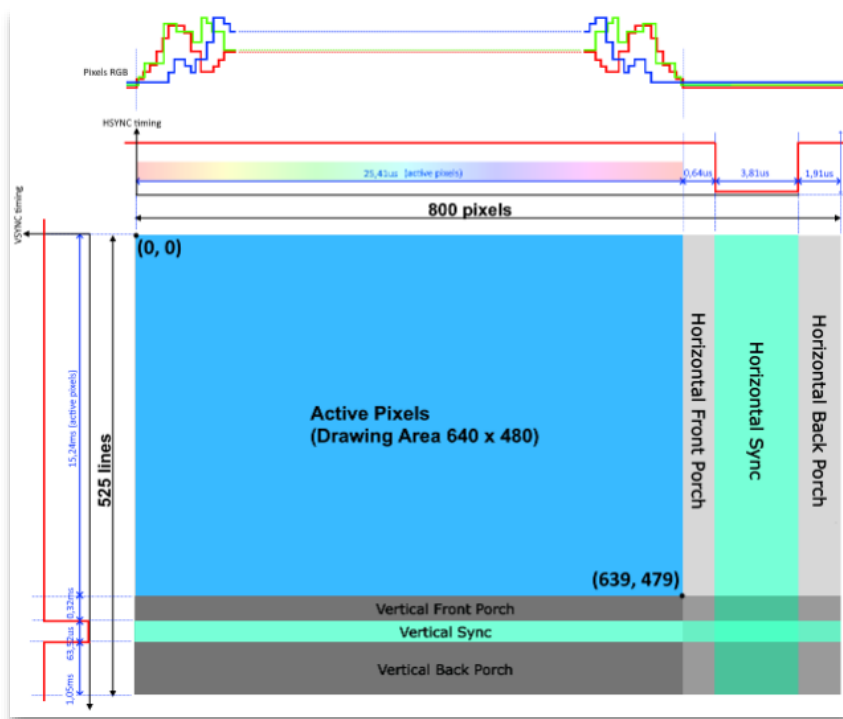 Pixels RGB
HSYNC timing
25,41us (active pixels)
0,64us
3,81us
1,91us
800 pixels
VSYNC timing
(0, 0)
15,24ms (active pixels)
525 lines
Active Pixels
(Drawing Area 640 x 480)
Horizontal Front Porch
Horizontal Sync
Horizontal Back Porch
(639, 479)
0,32ms
Vertical Front Porch
63,52us
Vertical Sync
1,05ms
Vertical Back Porch